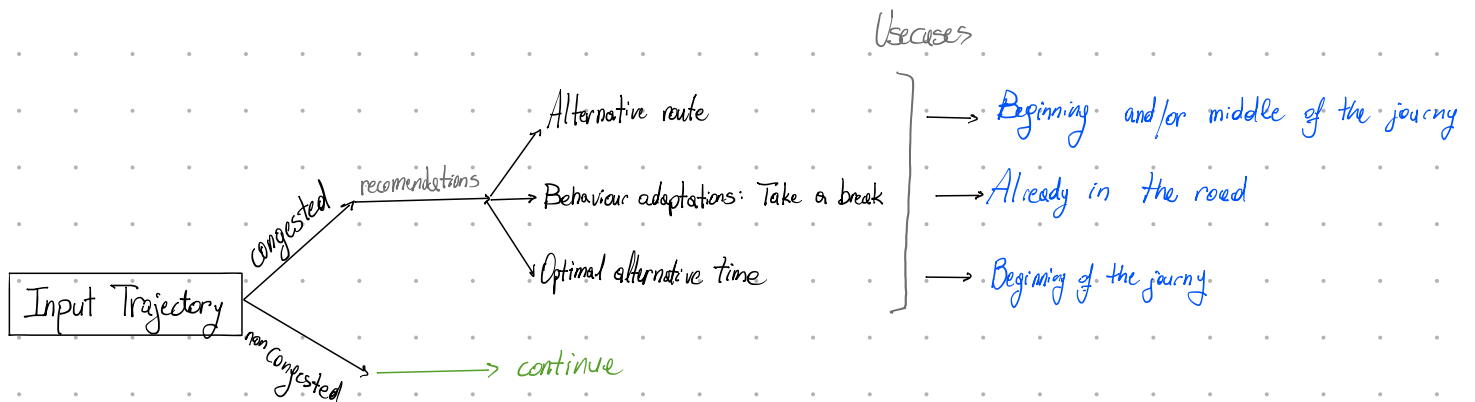 Usecases
Alternative route
Beginning and/or middle of the journy
recomendations
Behaviour adaptations: Take a break
Already in the road
congested
Optimal alternative time
Beginning of the journy
Input Trajectory
non congested
continue